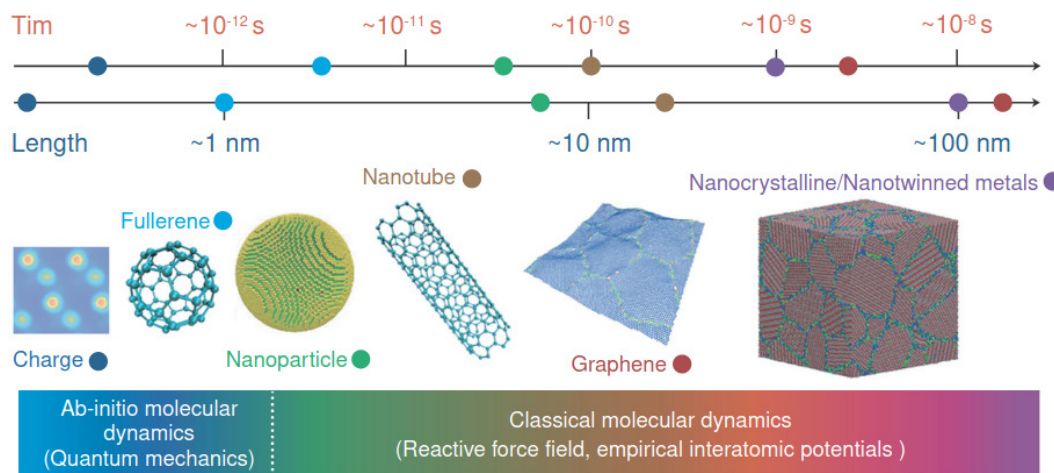 Tim ~10⁻¹² s ~10⁻¹¹ s ~10⁻¹⁰ s ~10⁻⁹ s ~10⁻⁸ s
Length ~1 nm ~10 nm ~100 nm
Nanotube
Nanocrystalline/Nanotwinned metals
Fullerene
Charge
Nanoparticle
Graphene
Ab-initio molecular
dynamics
(Quantum mechanics)
Classical molecular dynamics
(Reactive force field, empirical interatomic potentials )